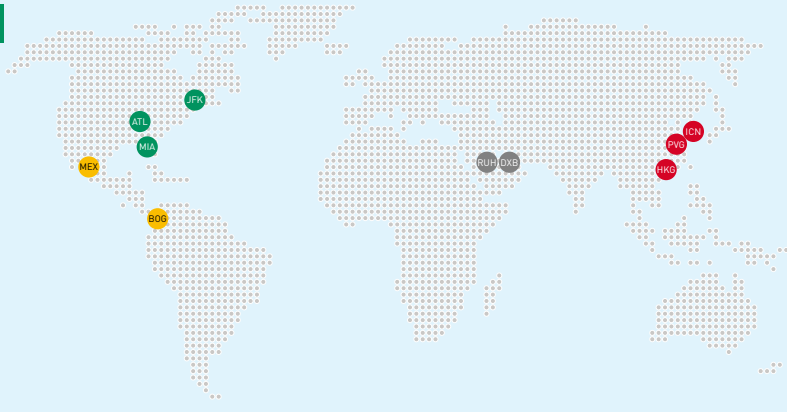 JFK
ATL
MIA
MEX
BOG
RUH
DXB
ICN
PVG
HKG